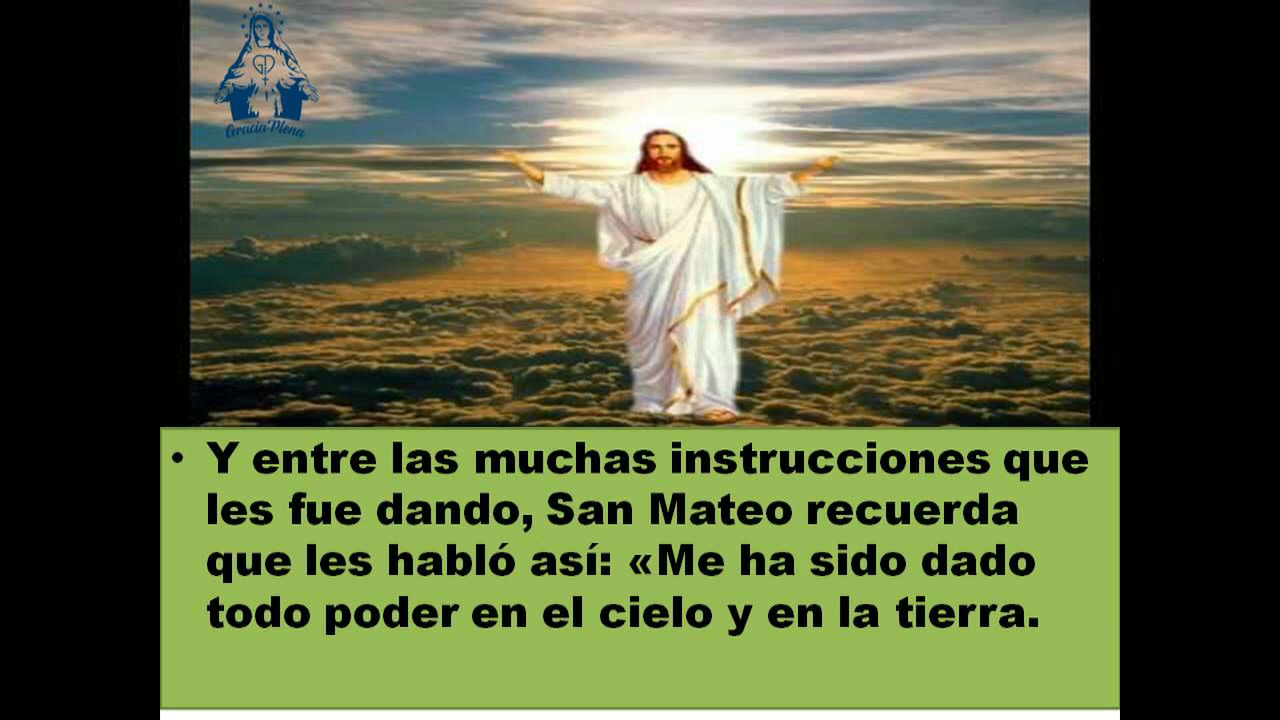 Gracia Plena
• Y entre las muchas instrucciones que
les fue dando, San Mateo recuerda
que les habló así: «Me ha sido dado
todo poder en el cielo y en la tierra.